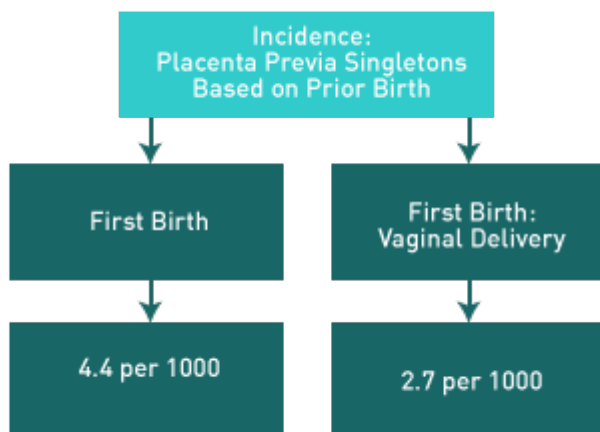 Incidence:
Placenta Previa Singletons
Based on Prior Birth
First Birth
First Birth:
Vaginal Delivery
4.4 per 1000
2.7 per 1000